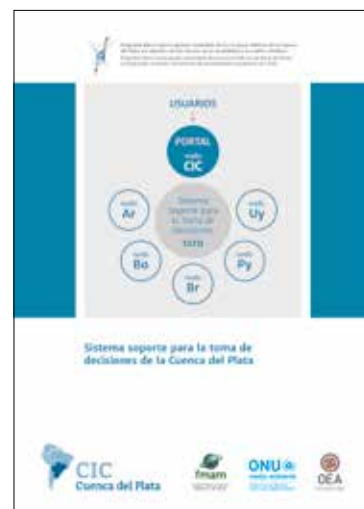 USUARIOS
PORTAL
nodo
CIC
Sistema
Soporte para
la Toma de
decisiones
SSTD
nodo
Ar
nodo
Uy
nodo
Bo
nodo
Py
nodo
Br
Sistema soporte para la toma de
decisiones de la Cuenca del Plata
CIC
Cuenca del Plata
fmam
ONU
medio ambiente
OEA